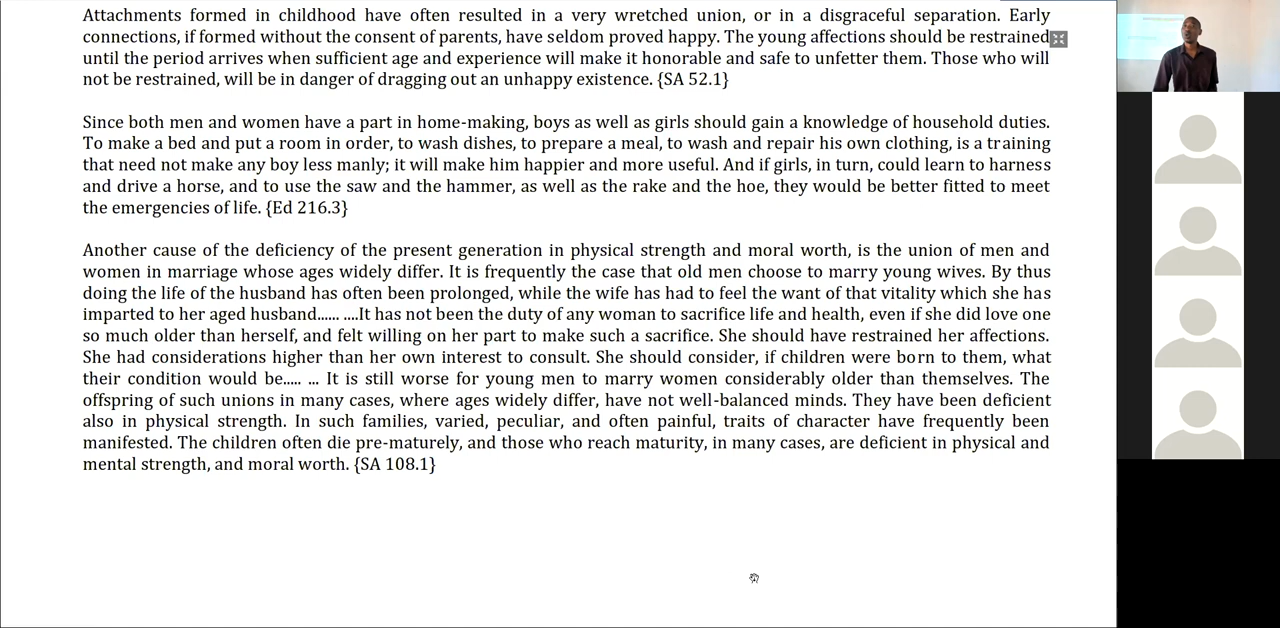 Attachments formed in childhood have often resulted in a very wretched union, or in a disgraceful separation. Early
connections, if formed without the consent of parents, have seldom proved happy. The young affections should be restrained
until the period arrives when sufficient age and experience will make it honorable and safe to unfetter them. Those who will
not be restrained, will be in danger of dragging out an unhappy existence. {SA 52.1}
Since both men and women have a part in home-making, boys as well as girls should gain a knowledge of household duties.
To make a bed and put a room in order, to wash dishes, to prepare a meal, to wash and repair his own clothing, is a training
that need not make any boy less manly; it will make him happier and more useful. And if girls, in turn, could learn to harness
and drive a horse, and to use the saw and the hammer, as well as the rake and the hoe, they would be better fitted to meet
the emergencies of life. {Ed 216.3}
Another cause of the deficiency of the present generation in physical strength and moral worth, is the union of men and
women in marriage whose ages widely differ. It is frequently the case that old men choose to marry young wives. By thus
doing the life of the husband has often been prolonged, while the wife has had to feel the want of that vitality which she has
imparted to her aged husband...... ....It has not been the duty of any woman to sacrifice life and health, even if she did love one
so much older than herself, and felt willing on her part to make such a sacrifice. She should have restrained her affections.
She had considerations higher than her own interest to consult. She should consider, if children were born to them, what
their condition would be..... ... It is still worse for young men to marry women considerably older than themselves. The
offspring of such unions in many cases, where ages widely differ, have not well-balanced minds. They have been deficient
also in physical strength. In such families, varied, peculiar, and often painful, traits of character have frequently been
manifested. The children often die pre-maturely, and those who reach maturity, in many cases, are deficient in physical and
mental strength, and moral worth. {SA 108.1}